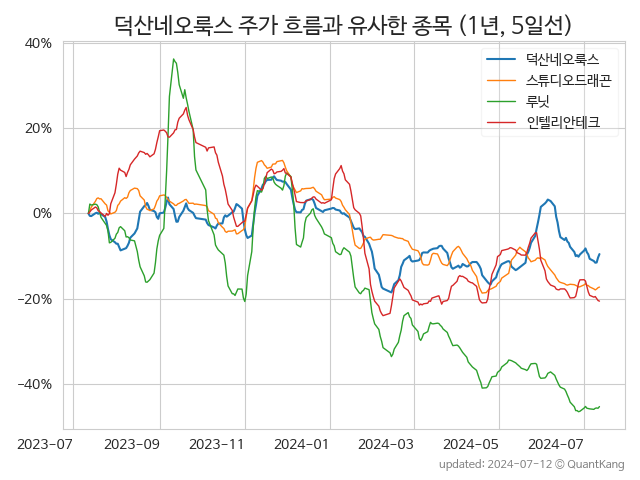 덕산네오룩스 주가 흐름과 유사한 종목 (1년, 5일선)
덕산네오룩스
스튜디오드래곤
루닛
인텔리안테크
40%
20%
0%
−20%
−40%
2023-07 2023-09 2023-11 2024-01 2024-03 2024-05 2024-07
updated: 2024-07-12 © QuantKang